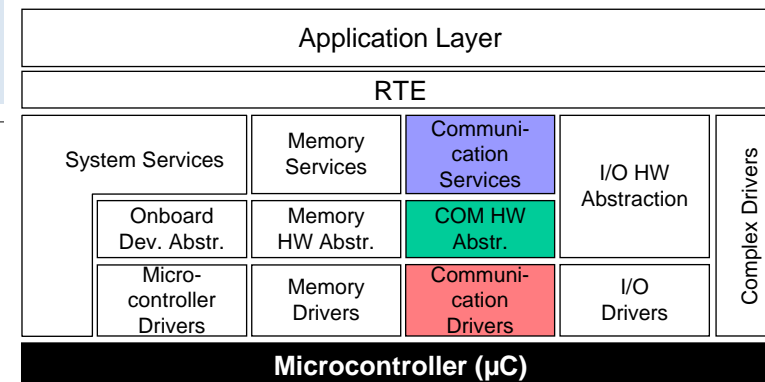 Application Layer
RTE
System Services
Memory
Services
Communi-
cation
Services
I/O HW
Abstraction
Complex Drivers
Onboard
Dev. Abstr.
Memory
HW Abstr.
COM HW
Abstr.
Micro-
controller
Drivers
Memory
Drivers
Communi-
cation
Drivers
I/O
Drivers
Microcontroller (µC)